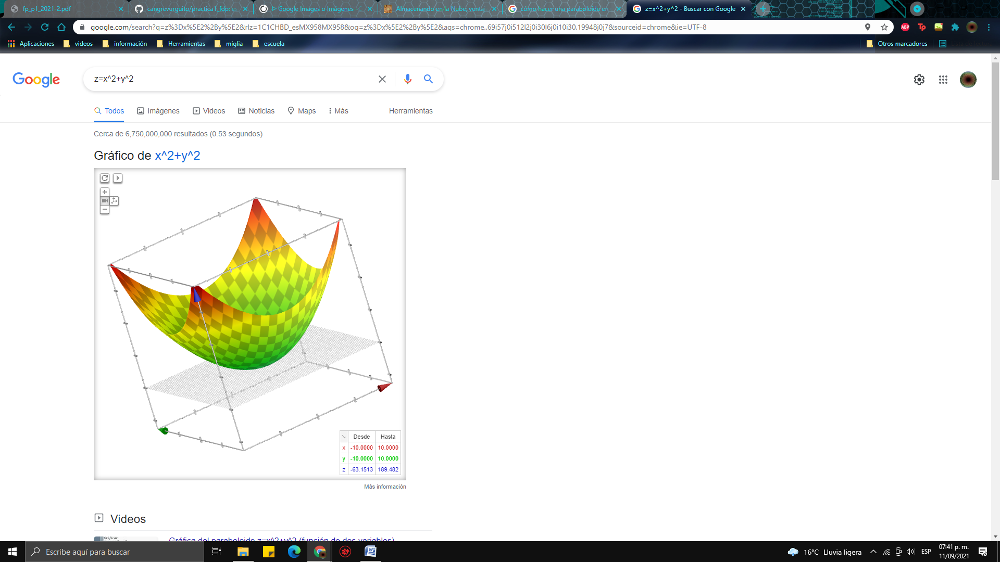 fp_p1_2021-2.pdf
cangrevurguito/practica1_fdp: es
ᐅ Google Images o Imágenes · C
Almacenando en la Nube, venta
cómo hacer una paraboloide en
z=x^2+y^2 - Buscar con Google
google.com/search?q=z%3Dx%5E2%2By%5E2&rlz=1C1CHBD_esMX958MX958&oq=z%3Dx%5E2%2By%5E2&aqs=chrome..69i57j0i512l2j0i30l6j0i10i30.19948j0j7&sourceid=chrome&ie=UTF-8
ABP
Tp
Aplicaciones
videos
información
Herramientas
miglia
escuela
Otros marcadores
Google
z=x^2+y^2
Todos
Imágenes
Videos
Noticias
Maps
Más
Herramientas
Cerca de 6,750,000,000 resultados (0.53 segundos)
Gráfico de x^2+y^2
Desde Hasta
x -10.0000 10.0000
y -10.0000 10.0000
z -63.1513 189.482
Más información
Videos
Gráfica del paraboloide z=x^2+y^2 (función de dos variables)
Escribe aquí para buscar
16°C Lluvia ligera
ESP
07:41 p. m.
11/09/2021